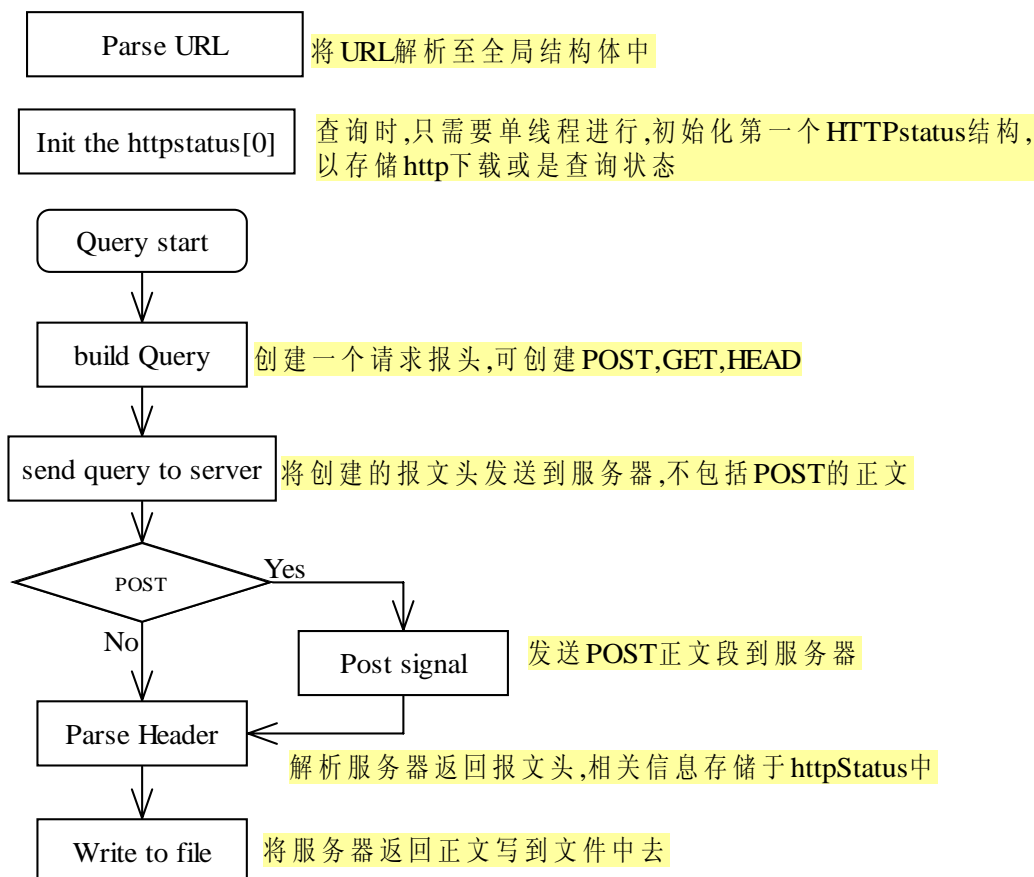 Parse URL
将URL解析至全局结构体中
Init the httpstatus[0]
查询时,只需要单线程进行,初始化第一个HTTPstatus结构,
以存储http下载或是查询状态
Query start
build Query
创建一个请求报头,可创建POST,GET,HEAD
send query to server
将创建的报文头发送到服务器,不包括POST的正文
POST
Yes
No
Post signal
发送POST正文段到服务器
Parse Header
解析服务器返回报文头,相关信息存储于httpStatus中
Write to file
将服务器返回正文写到文件中去